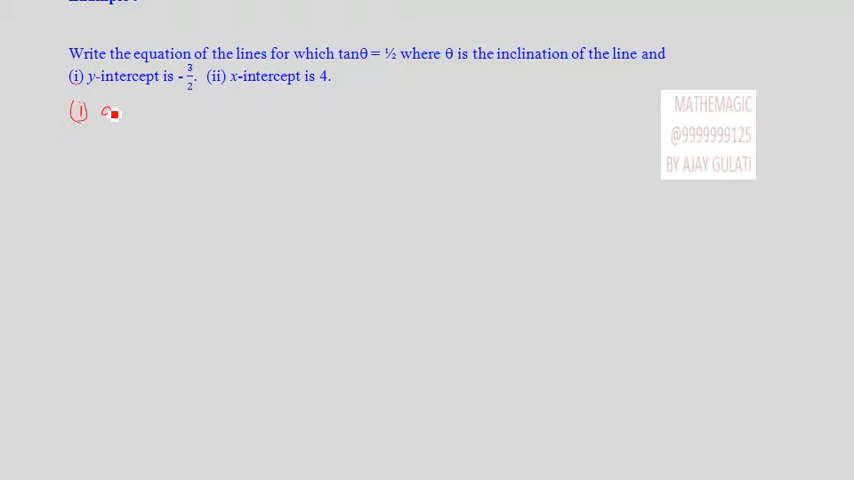 Write the equation of the lines for which tanθ = ½ where θ is the inclination of the line and
(i) y-intercept is - 3/2. (ii) x-intercept is 4.
(i)
MATHEMAGIC
@9999999125
BY AJAY GULATI